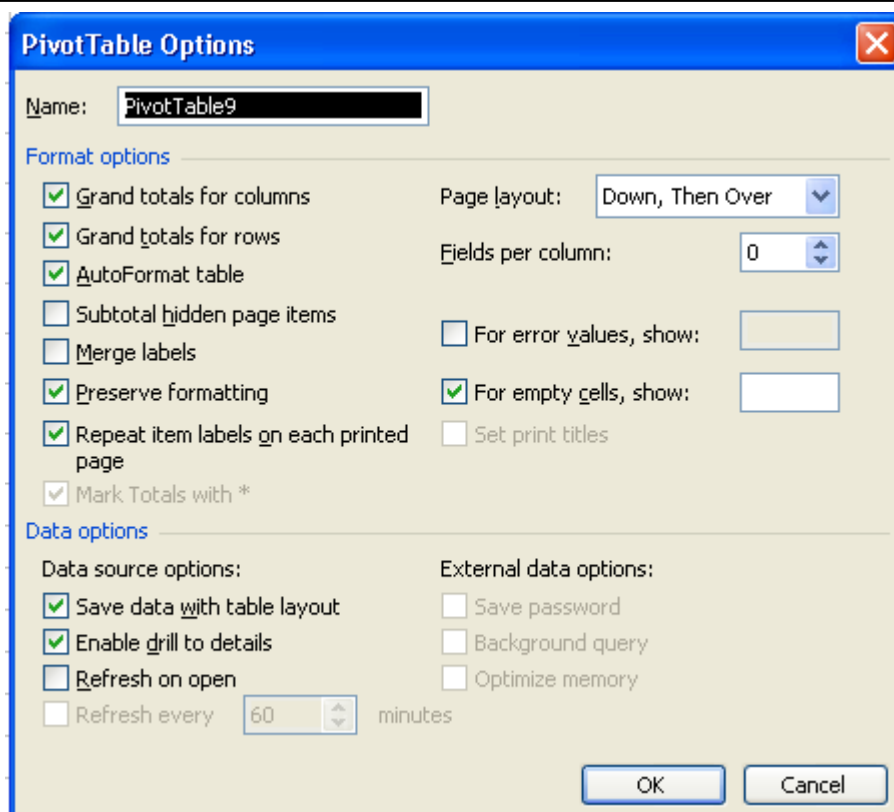 PivotTable Options
Name: PivotTable9
Format options
Grand totals for columns
Page layout: Down, Then Over
Grand totals for rows
Fields per column: 0
AutoFormat table
Subtotal hidden page items
For error values, show:
Merge labels
Preserve formatting
For empty cells, show:
Repeat item labels on each printed
page
Set print titles
Mark Totals with *
Data options
Data source options:
External data options:
Save data with table layout
Save password
Enable drill to details
Background query
Refresh on open
Optimize memory
Refresh every 60 minutes
OK
Cancel